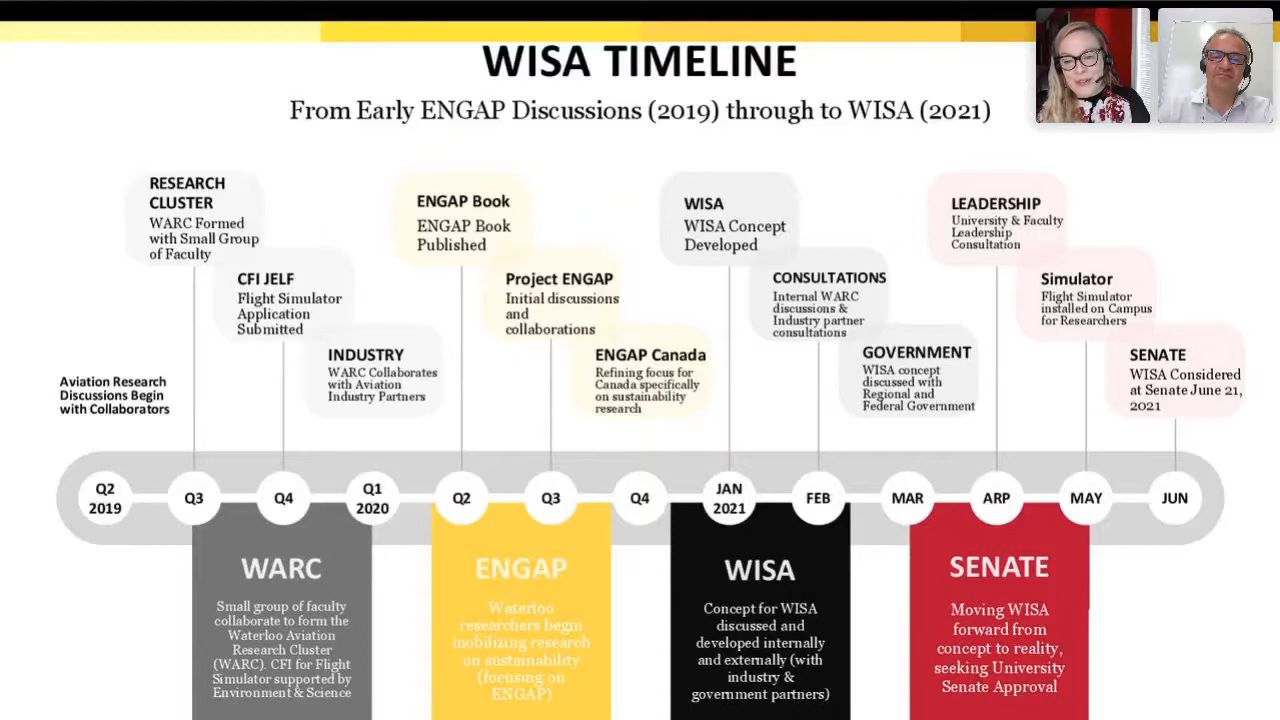 WISA TIMELINE
From Early ENGAP Discussions (2019) through to WISA (2021)
RESEARCH
CLUSTER
WARC Formed
with Small Group
of Faculty
CFI JELF
Flight Simulator
Application
Submitted
INDUSTRY
WARC Collaborates
with Aviation
Industry Partners
Aviation Research
Discussions Begin
with Collaborators
ENGAP Book
ENGAP Book
Published
Project ENGAP
Initial discussions
and
collaborations
ENGAP Canada
Refining focus for
Canada specifically
on sustainability
research
WISA
WISA Concept
Developed
CONSULTATIONS
Internal WARC
discussions &
Industry partner
consultations
GOVERNMENT
WISA concept
discussed with
Regional and
Federal Government
LEADERSHIP
University & Faculty
Leadership
Consultation
Simulator
Flight Simulator
installed on Campus
for Researchers
SENATE
WISA Considered
at Senate June 21,
2021
Q2
2019
Q3
Q4
Q1
2020
Q2
Q3
Q4
JAN
2021
FEB
MAR
ARP
MAY
JUN
WARC
Small group of faculty
collaborate to form the
Waterloo Aviation
Research Cluster
(WARC). CFI for Flight
Simulator supported by
Environment & Science
ENGAP
Waterloo
researchers begin
mobilizing research
on sustainability
(focusing on
ENGAP)
WISA
Concept for WISA
discussed and
developed internally
and externally (with
industry &
government partners)
SENATE
Moving WISA
forward from
concept to reality,
seeking University
Senate Approval